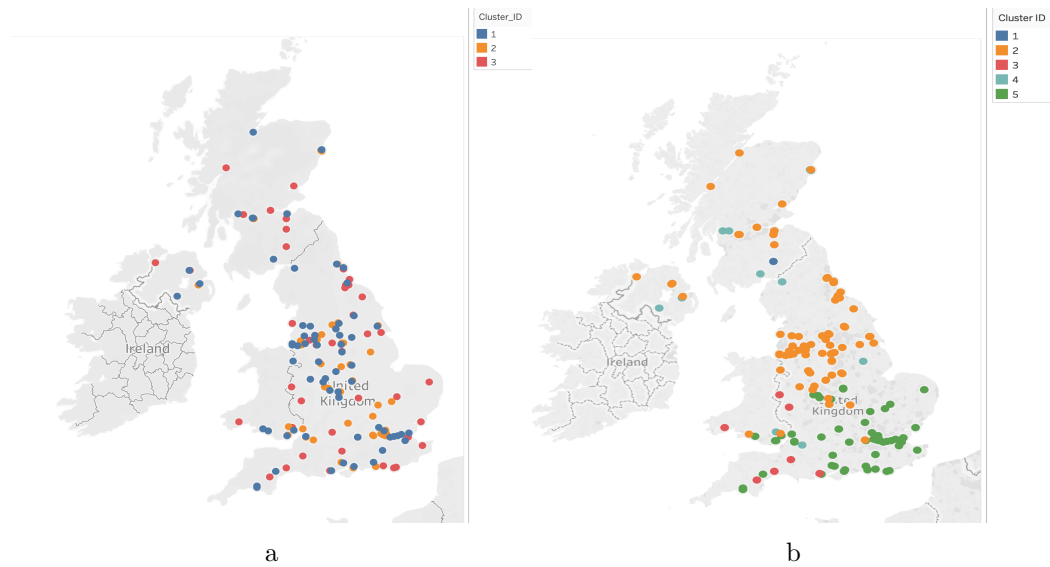 Cluster_ID
1
2
3
Ireland
United
Kingdom
a
Cluster ID
1
2
3
4
5
Ireland
Kingdom
b